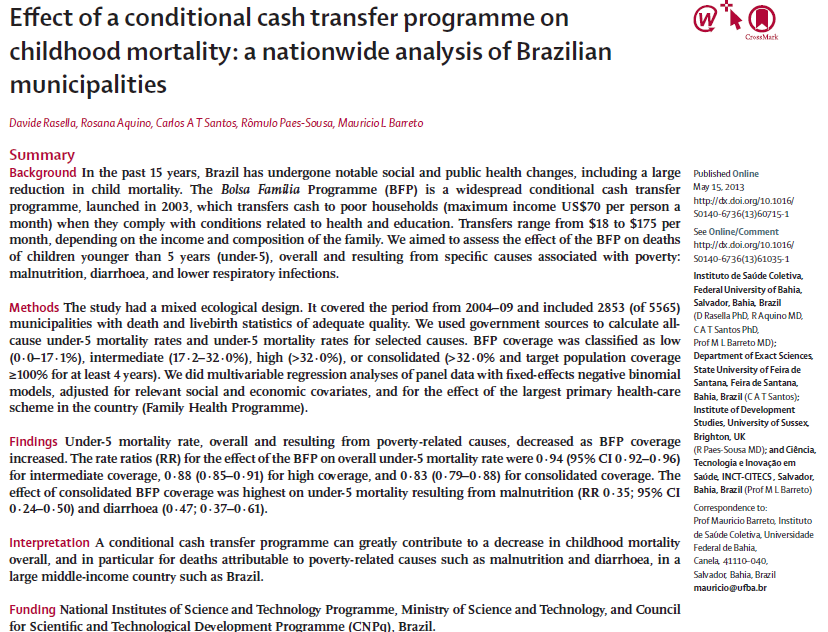 Effect of a conditional cash transfer programme on
childhood mortality: a nationwide analysis of Brazilian
municipalities
W
CrossMark
Davide Rasella, Rosana Aquino, Carlos A T Santos, Rômulo Paes-Sousa, Mauricio L Barreto
Summary
Background In the past 15 years, Brazil has undergone notable social and public health changes, including a large
reduction in child mortality. The Bolsa Familia Programme (BFP) is a widespread conditional cash transfer
programme, launched in 2003, which transfers cash to poor households (maximum income US$70 per person a
month) when they comply with conditions related to health and education. Transfers range from $18 to $175 per
month, depending on the income and composition of the family. We aimed to assess the effect of the BFP on deaths
of children younger than 5 years (under-5), overall and resulting from specific causes associated with poverty:
malnutrition, diarrhoea, and lower respiratory infections.
Methods The study had a mixed ecological design. It covered the period from 2004–09 and included 2853 (of 5565)
municipalities with death and livebirth statistics of adequate quality. We used government sources to calculate all-
cause under-5 mortality rates and under-5 mortality rates for selected causes. BFP coverage was classified as low
(0·0–17·1%), intermediate (17·2–32·0%), high (>32·0%), or consolidated (>32·0% and target population coverage
≥100% for at least 4 years). We did multivariable regression analyses of panel data with fixed-effects negative binomial
models, adjusted for relevant social and economic covariates, and for the effect of the largest primary health-care
scheme in the country (Family Health Programme).
Findings Under-5 mortality rate, overall and resulting from poverty-related causes, decreased as BFP coverage
increased. The rate ratios (RR) for the effect of the BFP on overall under-5 mortality rate were 0·94 (95% CI 0·92–0·96)
for intermediate coverage, 0·88 (0·85–0·91) for high coverage, and 0·83 (0·79–0·88) for consolidated coverage. The
effect of consolidated BFP coverage was highest on under-5 mortality resulting from malnutrition (RR 0·35; 95% CI
0·24–0·50) and diarrhoea (0·47; 0·37–0·61).
Interpretation A conditional cash transfer programme can greatly contribute to a decrease in childhood mortality
overall, and in particular for deaths attributable to poverty-related causes such as malnutrition and diarrhoea, in a
large middle-income country such as Brazil.
Funding National Institutes of Science and Technology Programme, Ministry of Science and Technology, and Council
for Scientific and Technological Development Programme (CNPq), Brazil.
Published Online
May 15, 2013
http://dx.doi.org/10.1016/
S0140-6736(13)60715-1
See Online/Comment
http://dx.doi.org/10.1016/
S0140-6736(13)61035-1
Instituto de Saúde Coletiva,
Federal University of Bahia,
Salvador, Bahia, Brazil
(D Rasella PhD, R Aquino MD,
C A T Santos PhD,
Prof M L Barreto MD);
Department of Exact Sciences,
State University of Feira de
Santana, Feira de Santana,
Bahia, Brazil (C A T Santos);
Institute of Development
Studies, University of Sussex,
Brighton, UK
(R Paes-Sousa MD); and Ciência,
Tecnologia e Inovação em
Saúde, INCT-CITECS, Salvador,
Bahia, Brazil (Prof M L Barreto)
Correspondence to:
Prof Mauricio Barreto, Instituto
de Saúde Coletiva, Universidade
Federal de Bahia,
Canela, 41110-040,
Salvador, Bahia, Brazil
mauricio@ufba.br